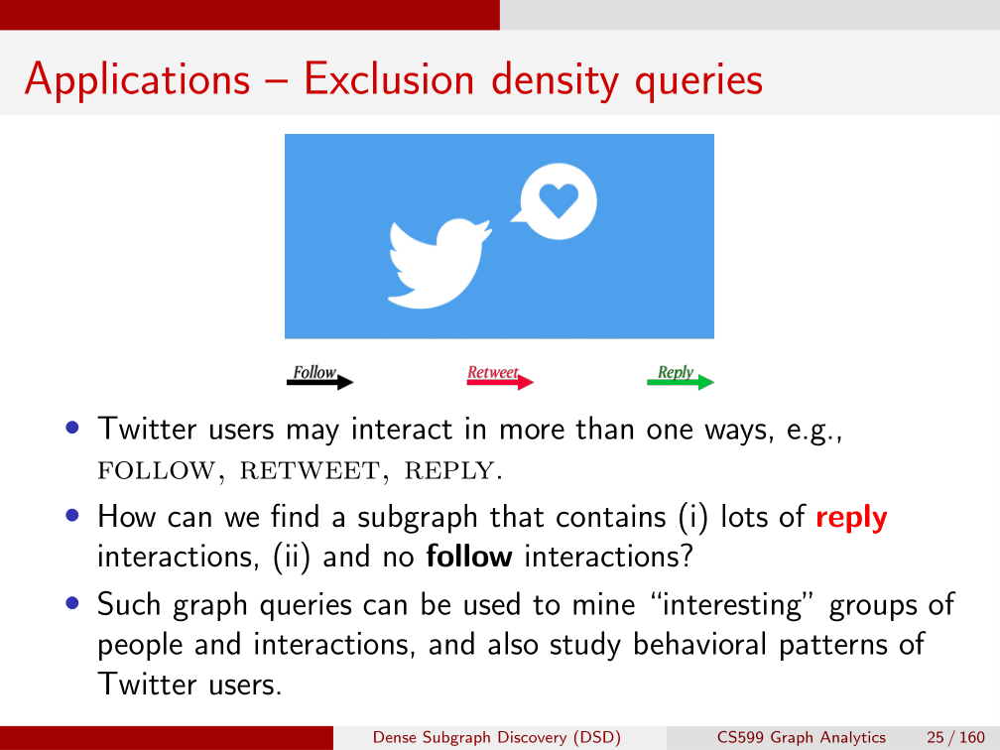 Applications – Exclusion density queries
Follow Retweet Reply
• Twitter users may interact in more than one ways, e.g.,
FOLLOW, RETWEET, REPLY.
• How can we find a subgraph that contains (i) lots of reply
interactions, (ii) and no follow interactions?
• Such graph queries can be used to mine “interesting” groups of
people and interactions, and also study behavioral patterns of
Twitter users.
Dense Subgraph Discovery (DSD) CS599 Graph Analytics 25 / 160